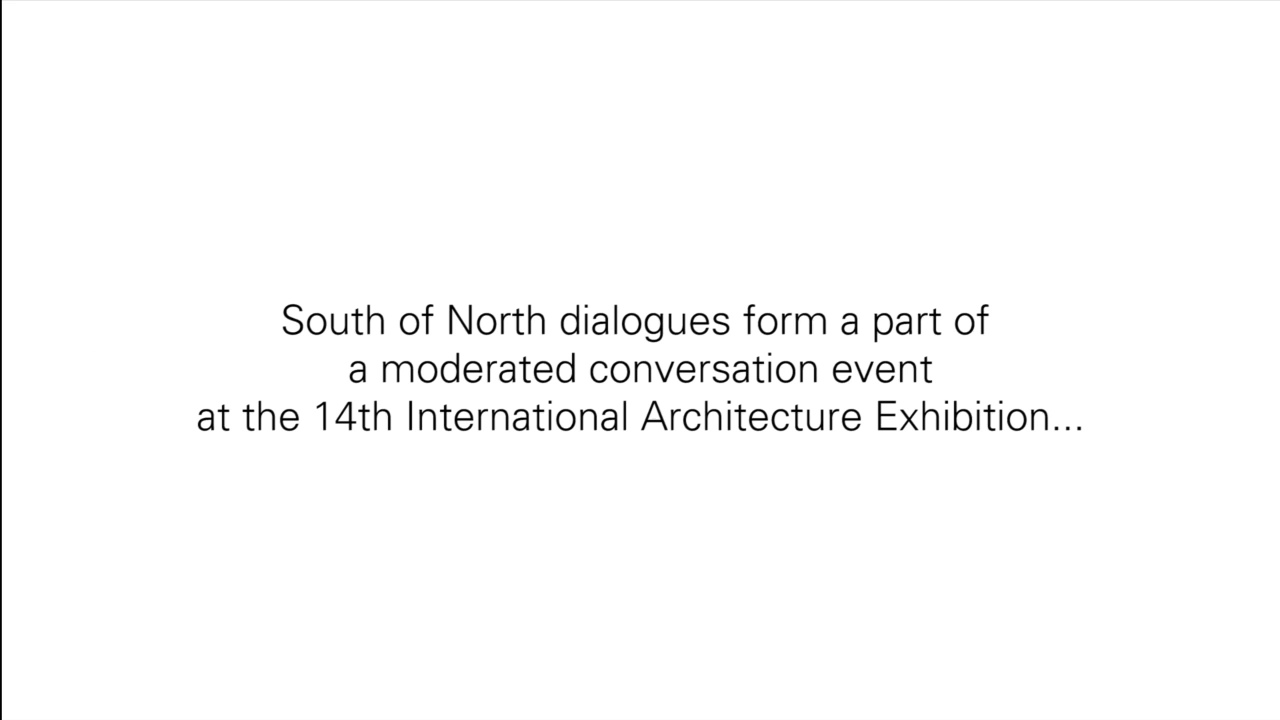 South of North dialogues form a part of
a moderated conversation event
at the 14th International Architecture Exhibition...